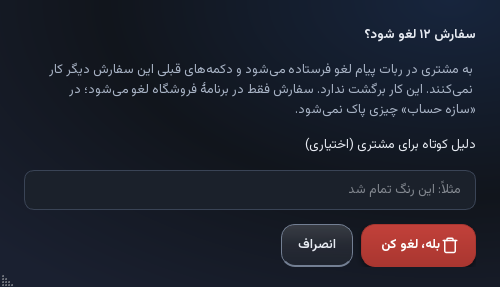 سفارش ۱۲ لغو شود؟
به مشتری در ربات پیام لغو فرستاده می‌شود و دکمه‌های قبلی این سفارش دیگر کار
نمی‌کنند. این کار برگشت ندارد. سفارش فقط در برنامهٔ فروشگاه لغو می‌شود؛ در
«سازه حساب» چیزی پاک نمی‌شود.
دلیل کوتاه برای مشتری (اختیاری)
مثلاً: این رنگ تمام شد
بله، لغو کن
انصراف